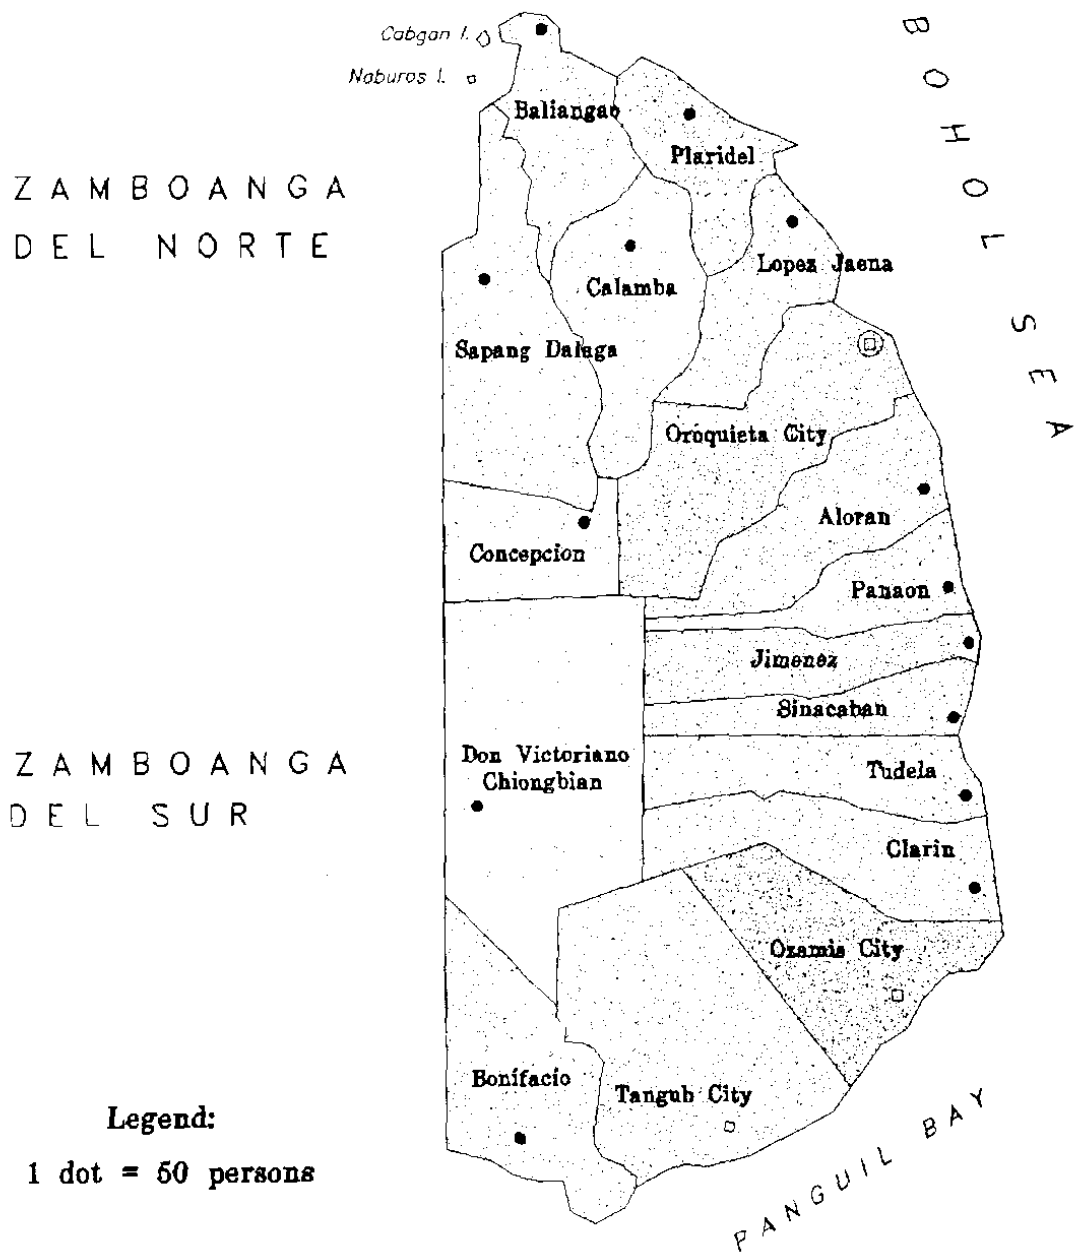 Cabgan I.
Naburos I.
BOHOL SEA
Baliangao
Plaridel
ZAMBOANGA
DEL NORTE
Lopez Jaena
Calamba
Sapang Dalaga
Oroquieta City
Aloran
Concepcion
Panaon
Jimenez
Sinacaban
Don Victoriano
Chiongbian
ZAMBOANGA
DEL SUR
Tudela
Clarin
Ozamis City
Bonifacio
Tangub City
PANGUIL BAY
Legend:
1 dot = 50 persons